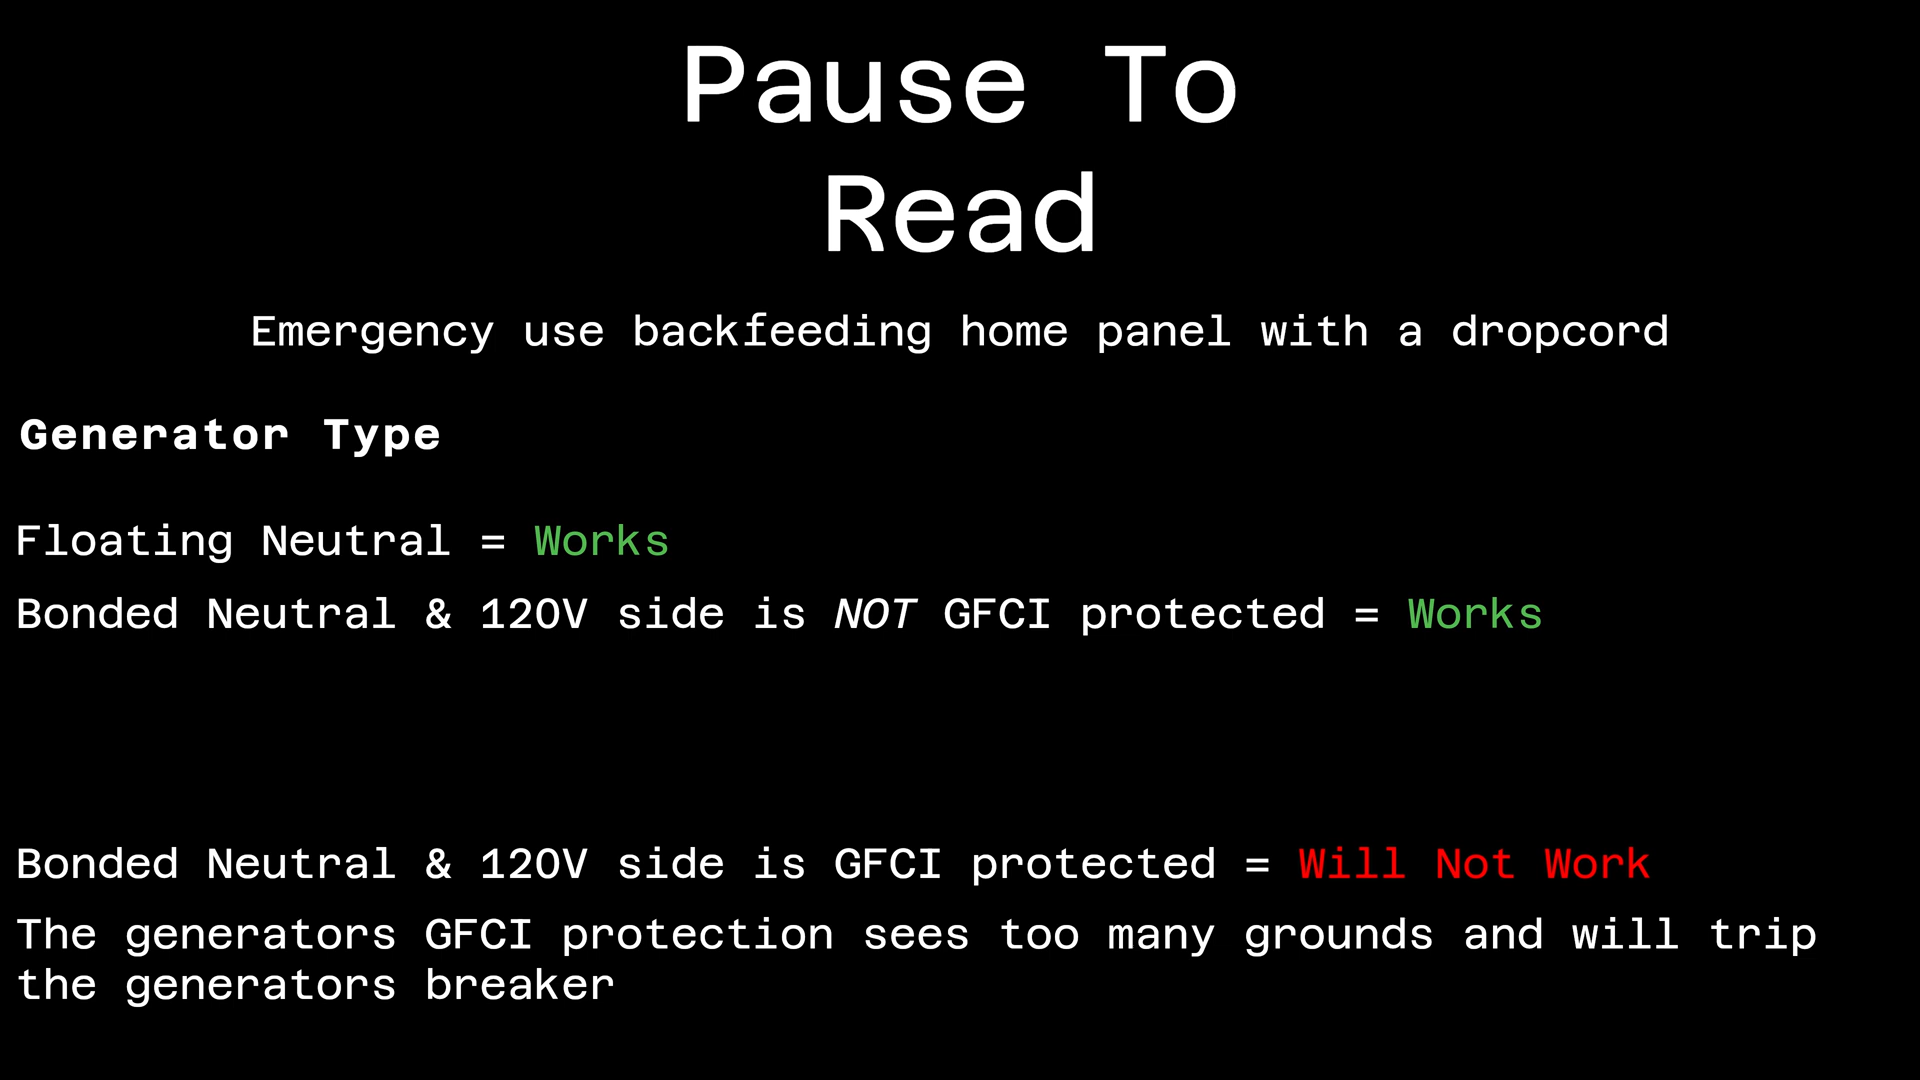 Pause To
Read
Emergency use backfeeding home panel with a dropcord
Generator Type
Floating Neutral = Works
Bonded Neutral & 120V side is NOT GFCI protected = Works
Bonded Neutral & 120V side is GFCI protected = Will Not Work
The generators GFCI protection sees too many grounds and will trip
the generators breaker